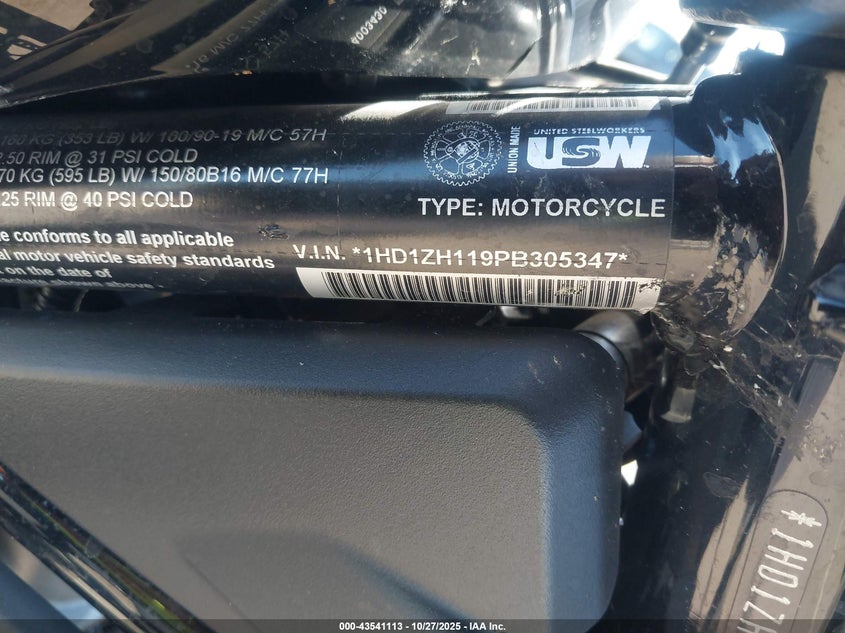 160 KG (353 LB) W/ 100/90-19 M/C 57H
2.50 RIM @ 31 PSI COLD
70 KG (595 LB) W/ 150/80B16 M/C 77H
.25 RIM @ 40 PSI COLD
UNION MADE
UNITED STEELWORKERS
USW
TYPE: MOTORCYCLE
e conforms to all applicable
al motor vehicle safety standards
t on the date of
V.I.N. *1HD1ZH119PB305347*
*1HD1ZH
000-43541113 - 10/27/2025 - IAA Inc.